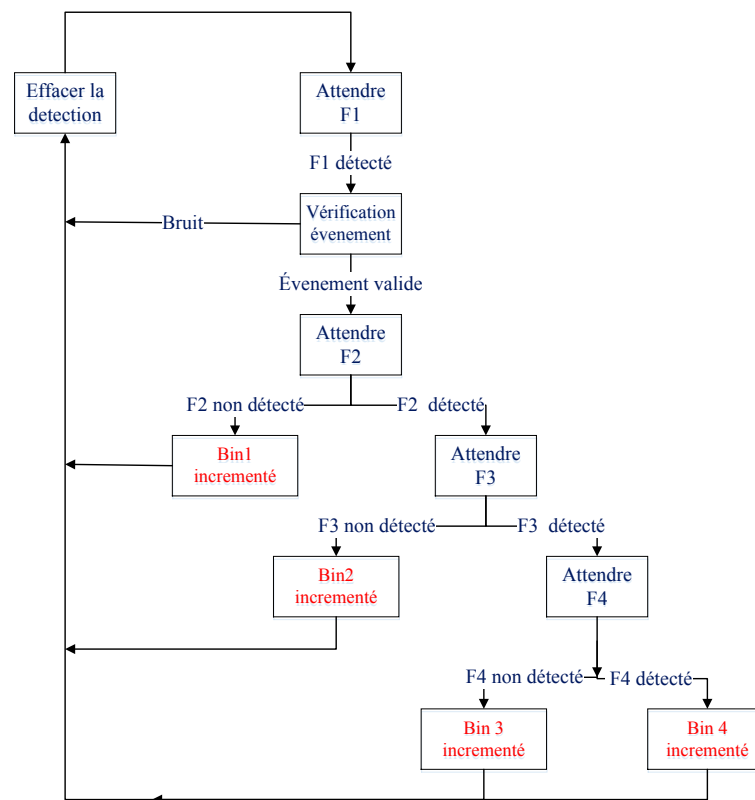 Effacer la
detection
Attendre
F1
F1 détecté
Vérification
évenement
Bruit
Évenement valide
Attendre
F2
F2 non détecté
F2 détecté
Bin1
incrementé
Attendre
F3
F3 non détecté
F3 détecté
Bin2
incrementé
Attendre
F4
F4 non détecté
F4 détecté
Bin 3
incrementé
Bin 4
incrementé